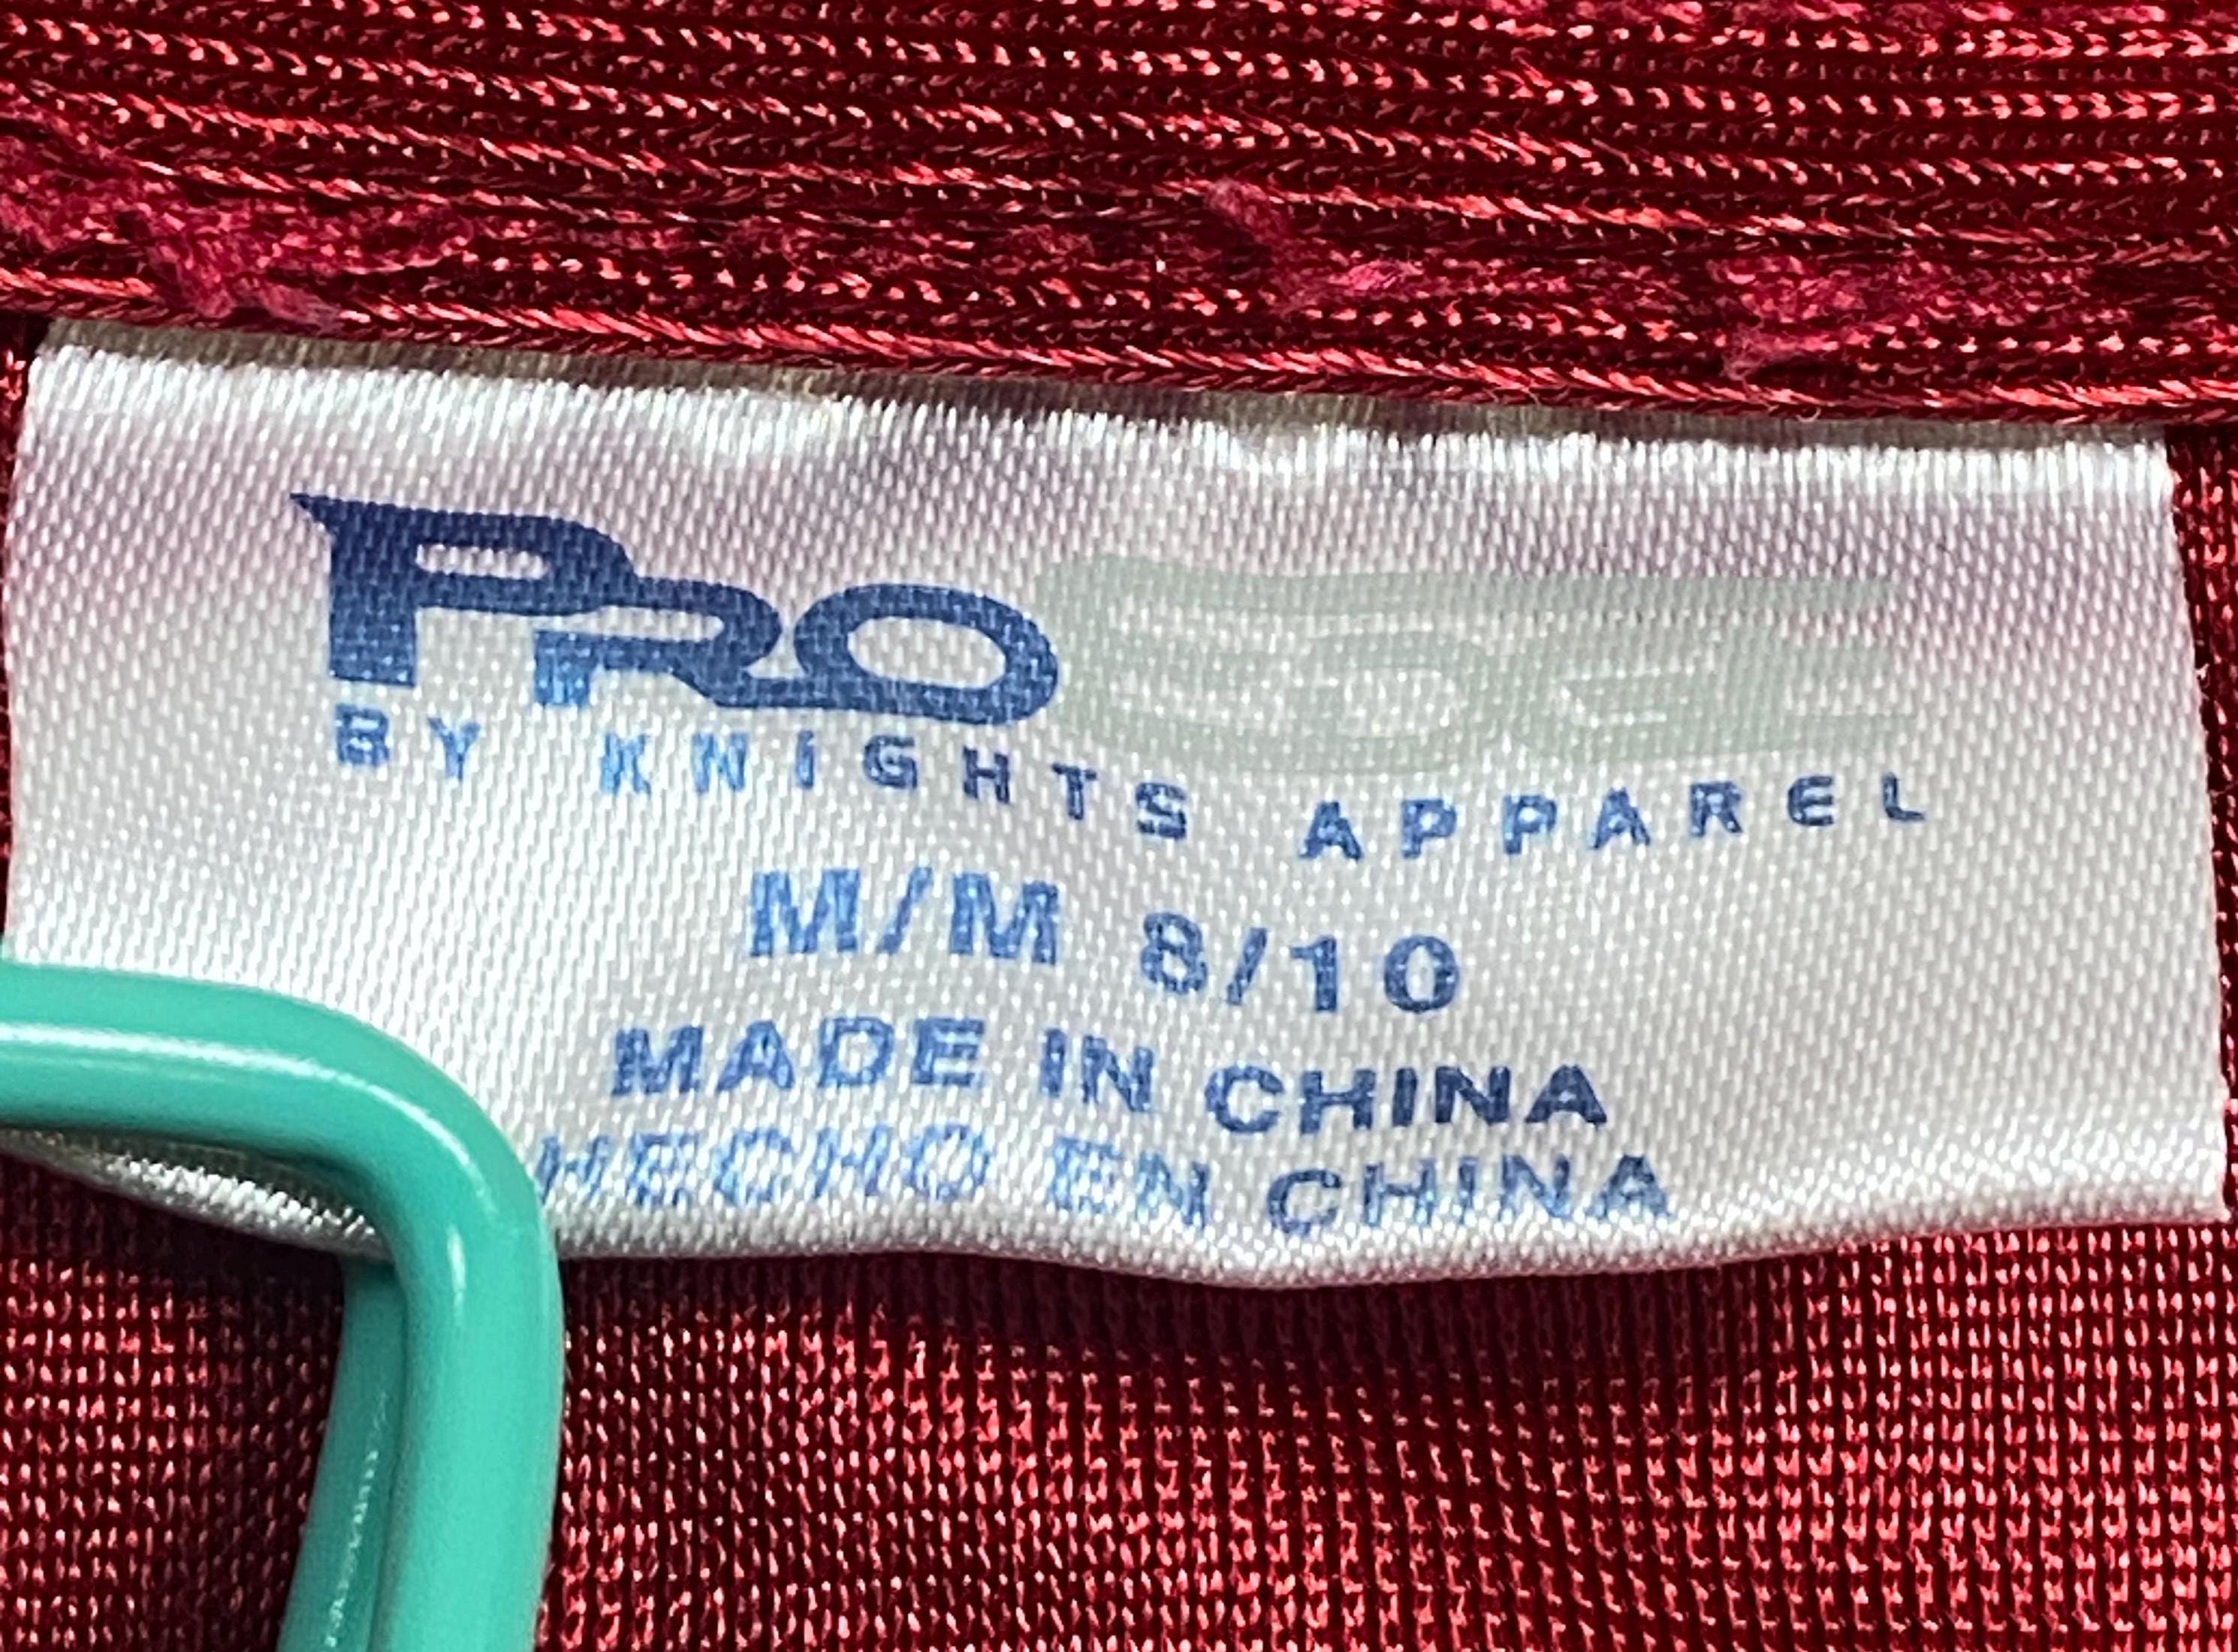 PRO
BY KNIGHTS APPAREL
M/M 8/10
MADE IN CHINA
HECHO EN CHINA